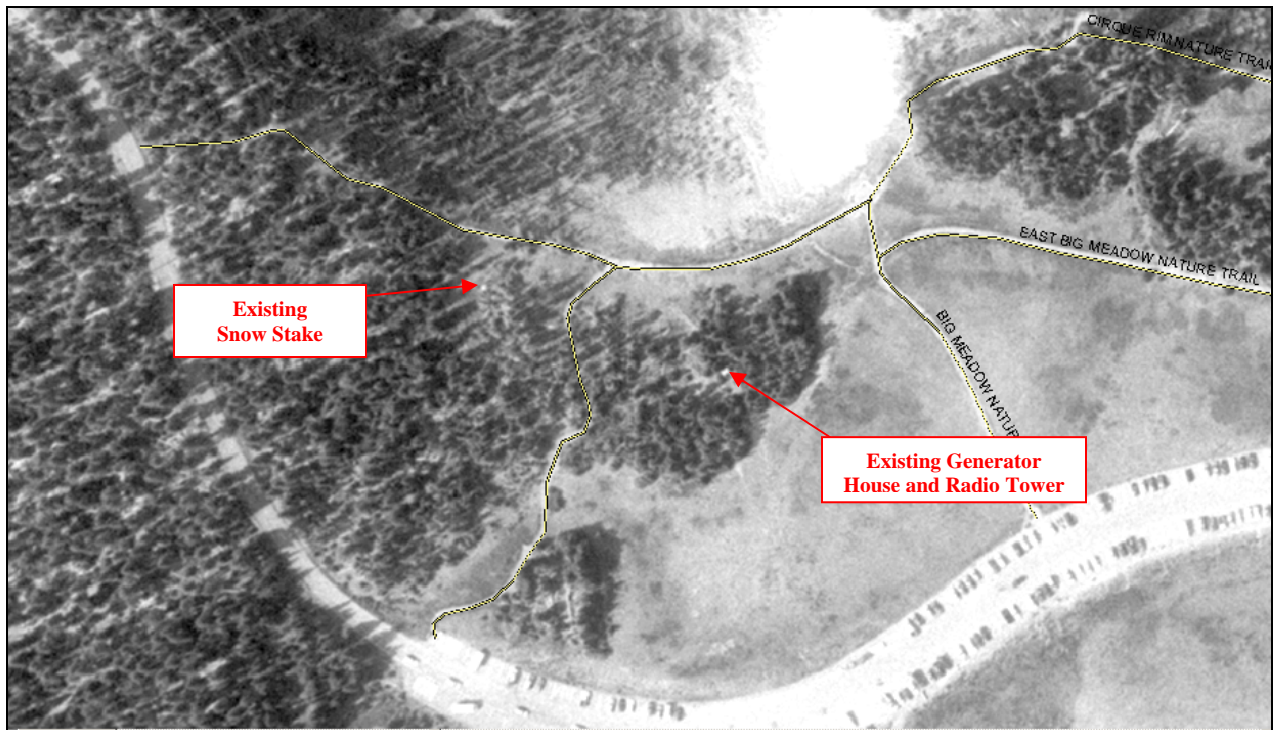 CIRQUE RIM NATURE TRAI
EAST BIG MEADOW NATURE TRAIL
Existing
Snow Stake
BIG MEADOW NATUR
Existing Generator
House and Radio Tower